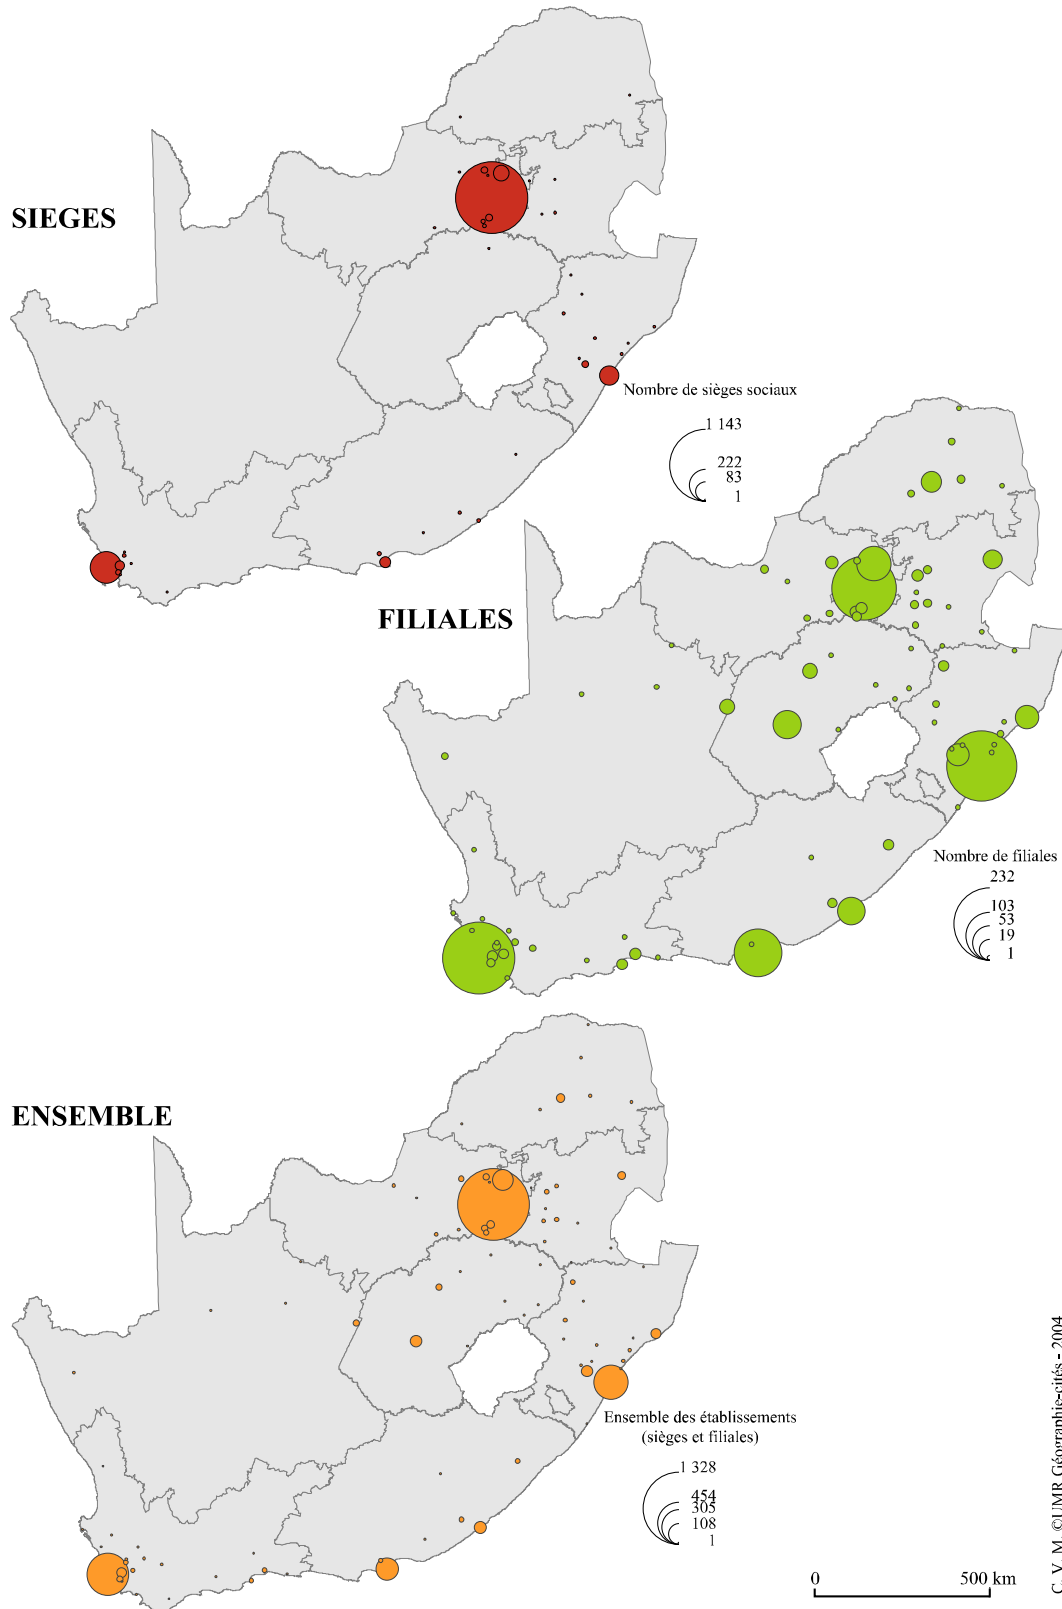 SIEGES
Nombre de sièges sociaux
1 143
222
83
1
FILIALES
Nombre de filiales
232
103
53
19
1
ENSEMBLE
Ensemble des établissements
(sièges et filiales)
1 328
454
305
108
1
0 500 km
C. V. M. ©UMR Géographie-cités - 2004